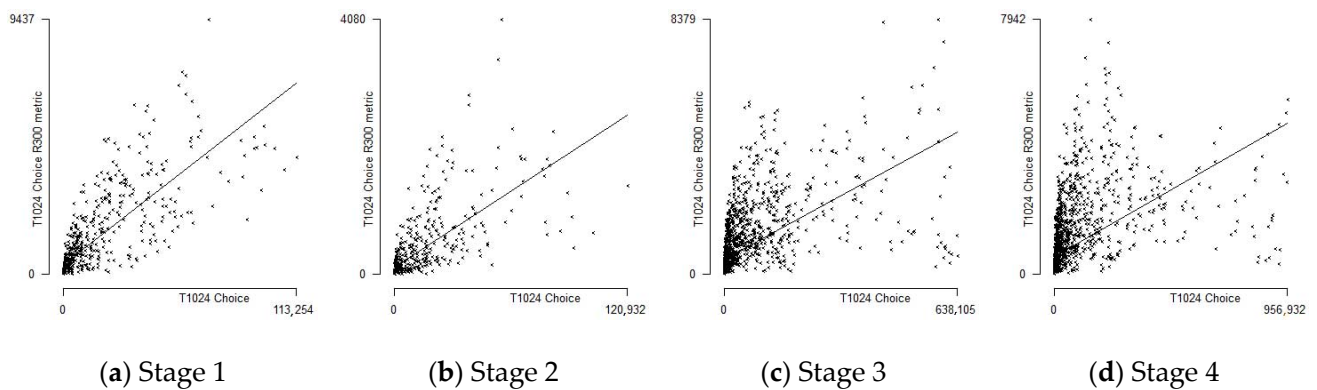 9437
T1024 Choice R300 metric
0
T1024 Choice
0
113,254
(a) Stage 1
4080
T1024 Choice R300 metric
0
T1024 Choice
0
120,932
(b) Stage 2
8379
T1024 Choice R300 metric
0
T1024 Choice
0
638,105
(c) Stage 3
7942
T1024 Choice R300 metric
0
T1024 Choice
0
956,932
(d) Stage 4